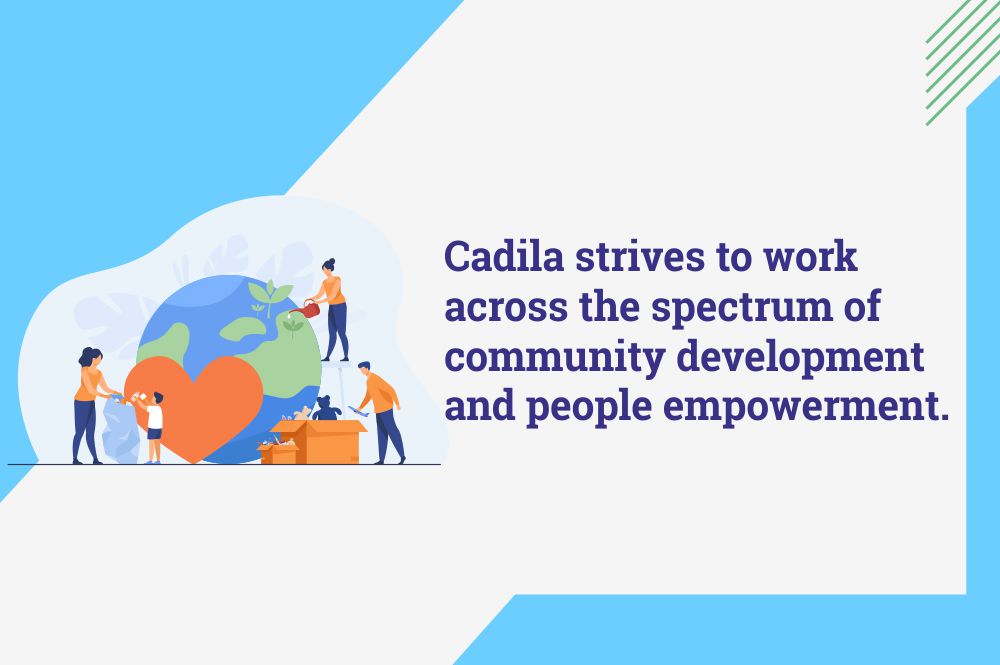 Cadila strives to work
across the spectrum of
community development
and people empowerment.